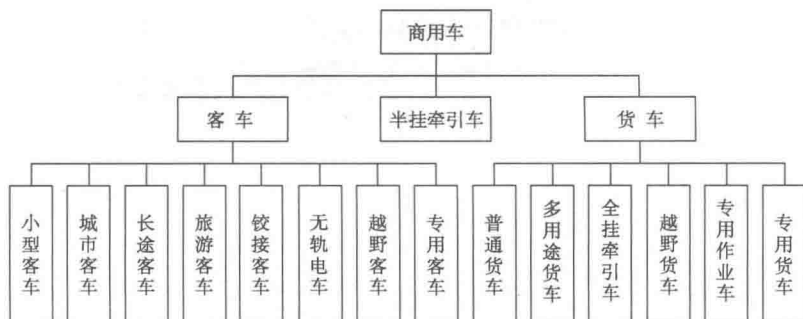 商用车
客车
半挂牵引车
货车
小型客车
城市客车
长途客车
旅游客车
铰接客车
无轨电车
越野客车
专用客车
普通货车
多用途货车
全挂牵引车
越野货车
专用作业车
专用货车